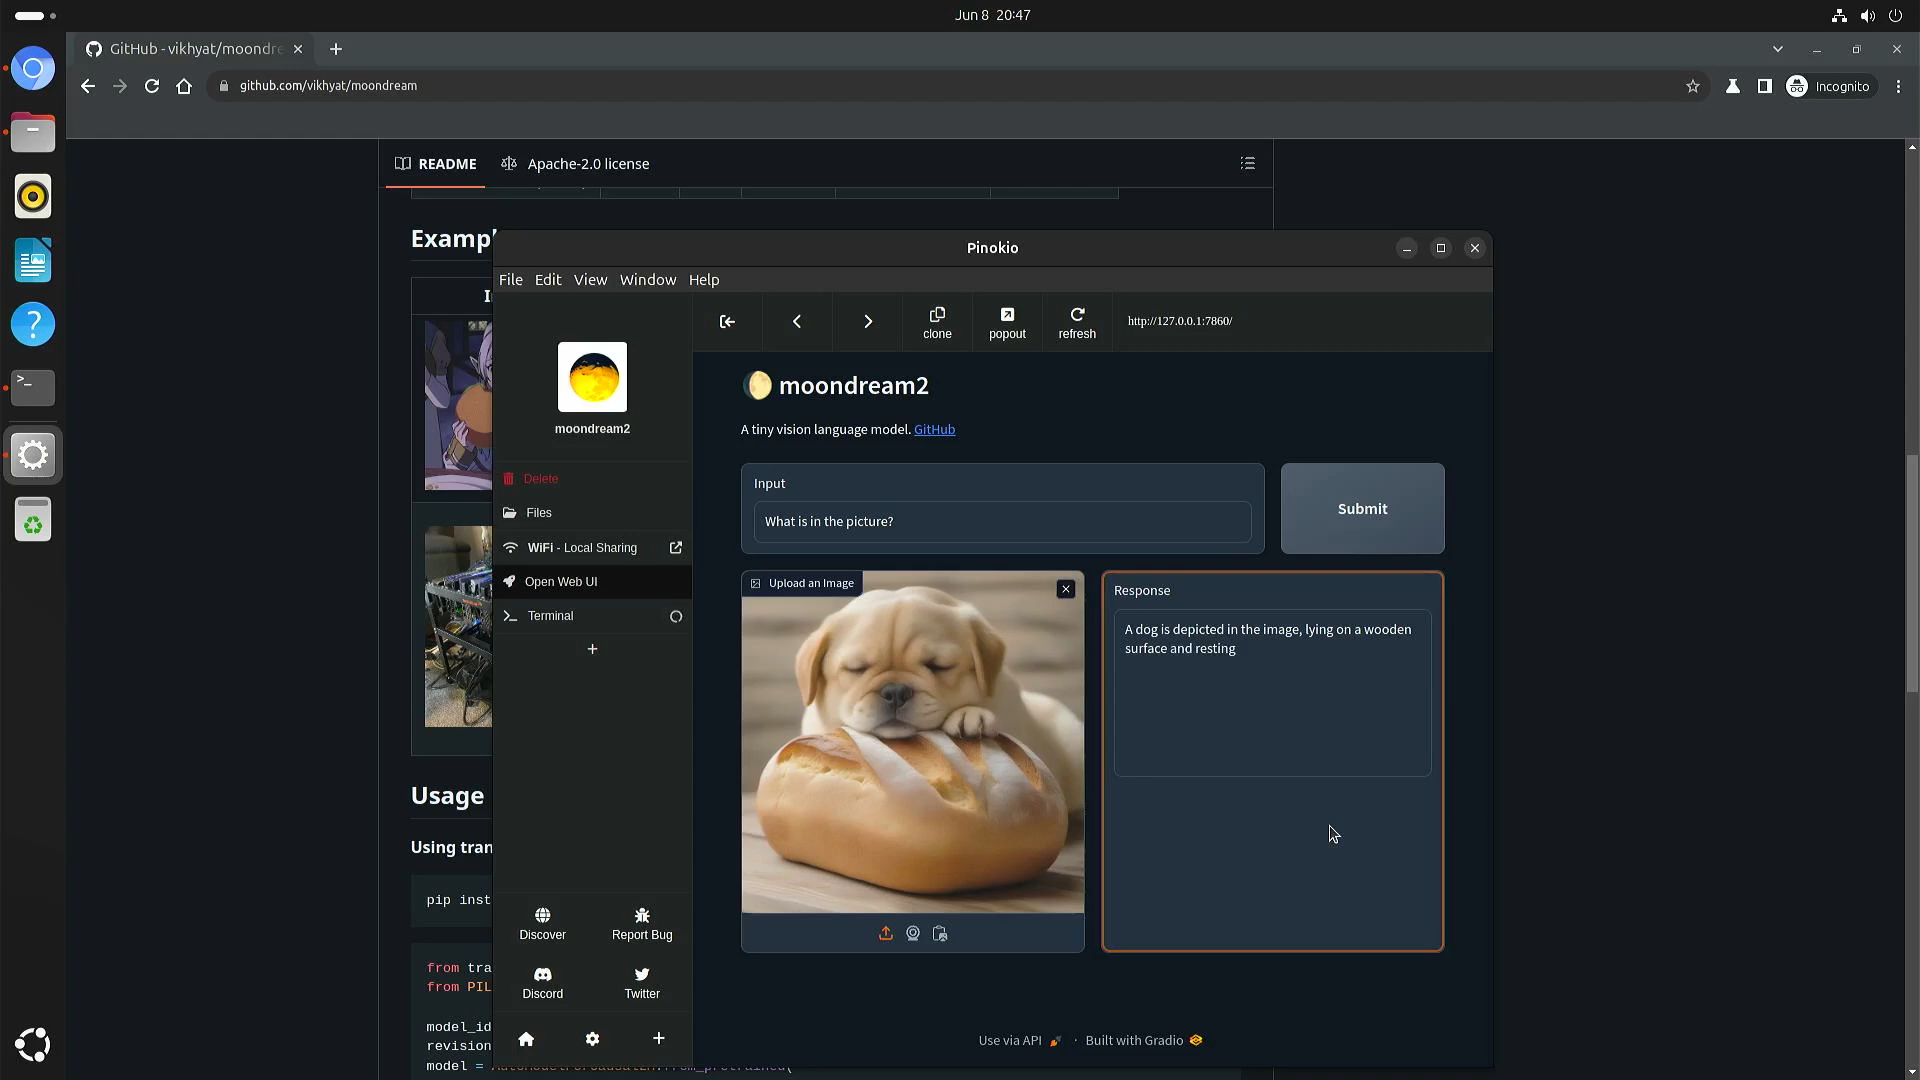 Jun 8 20:47
GitHub - vikhyat/moondre
github.com/vikhyat/moondream
Incognito
README
Apache-2.0 license
Pinokio
File Edit View Window Help
clone
popout
refresh
http://127.0.0.1:7860/
moondream2
Delete
Files
WiFi - Local Sharing
Open Web UI
Terminal
Discover
Report Bug
Discord
Twitter
moondream2
A tiny vision language model. GitHub
Input
What is in the picture?
Submit
Upload an Image
Response
A dog is depicted in the image, lying on a wooden
surface and resting
Use via API · Built with Gradio
Exampl
Usage
Using tran
pip inst
from tra
from PIL
model_id
revision
model =